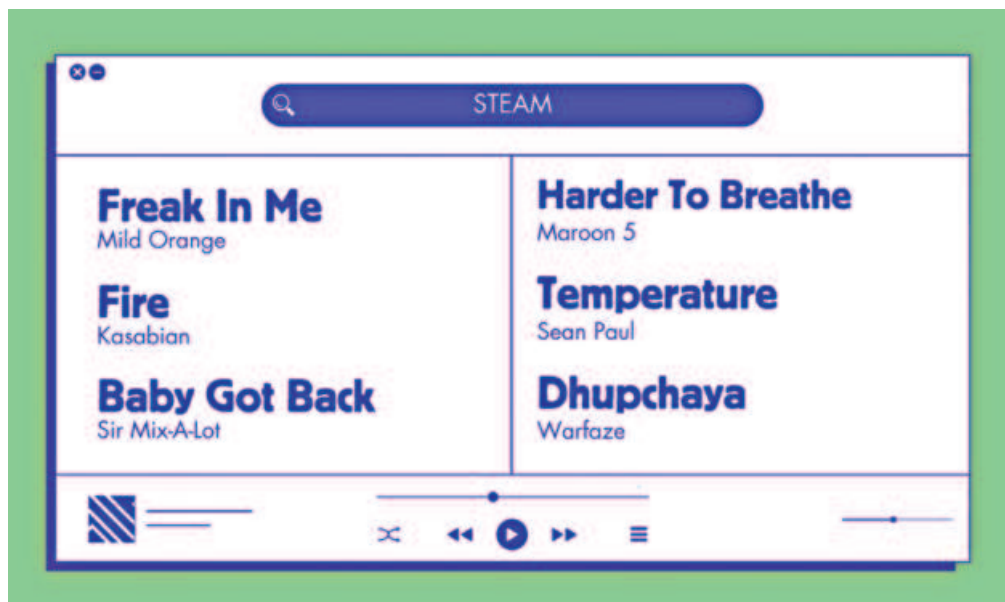 STEAM
Freak In Me
Mild Orange
Fire
Kasabian
Baby Got Back
Sir Mix-A-Lot
Harder To Breathe
Maroon 5
Temperature
Sean Paul
Dhupchaya
Warfaze